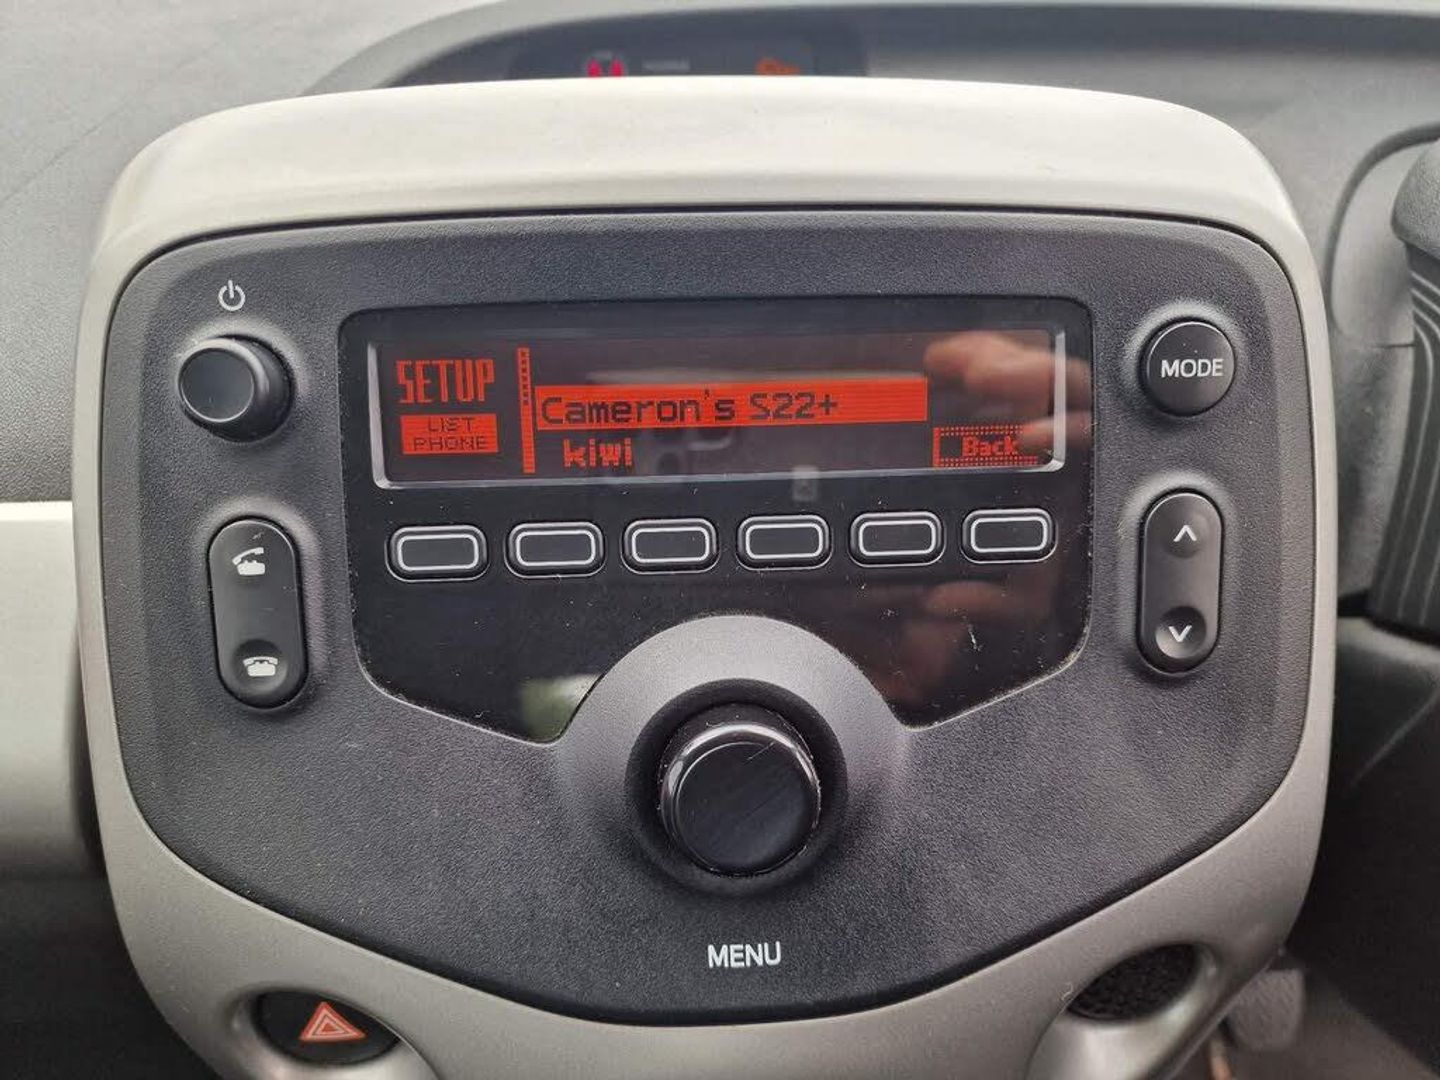 SETUP
LIST
PHONE
Cameron's S22+
kiwi
Back
MODE
MENU